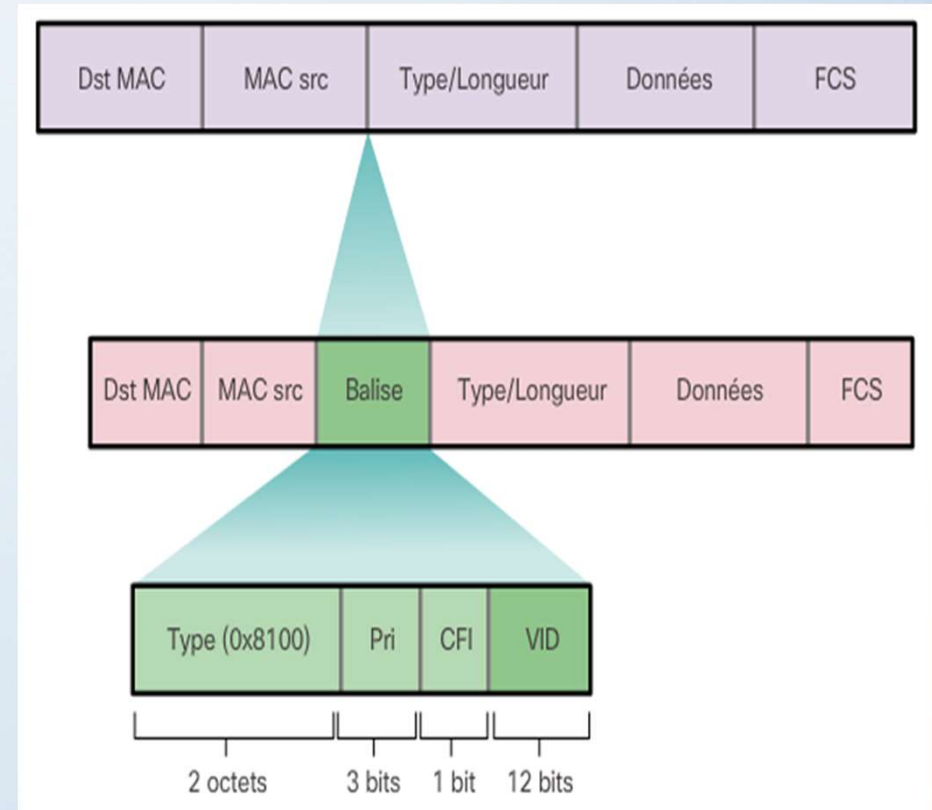 Dst MAC MAC src Type/Longueur Données FCS
Dst MAC MAC src Balise Type/Longueur Données FCS
Type (0x8100) Pri CFI VID
2 octets 3 bits 1 bit 12 bits